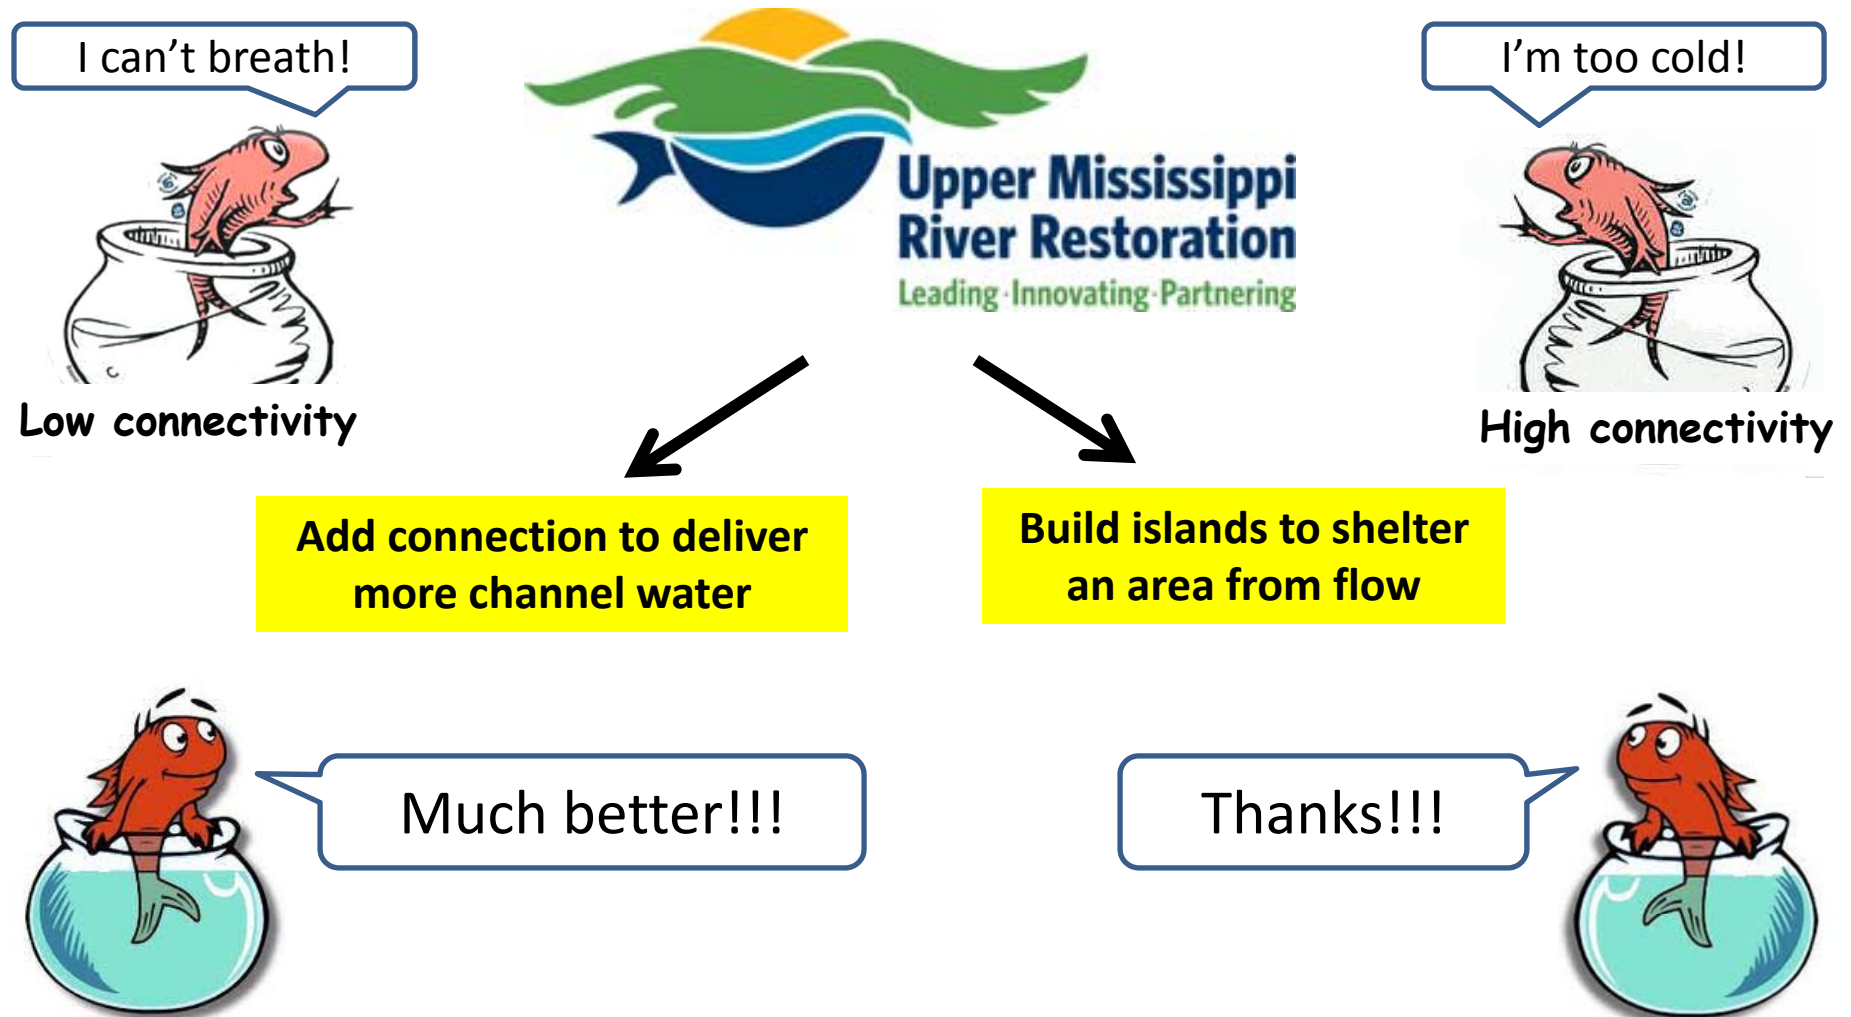 I can't breath!
I'm too cold!
Upper Mississippi
River Restoration
Leading·Innovating·Partnering
Low connectivity
High connectivity
Add connection to deliver
more channel water
Build islands to shelter
an area from flow
Much better!!!
Thanks!!!